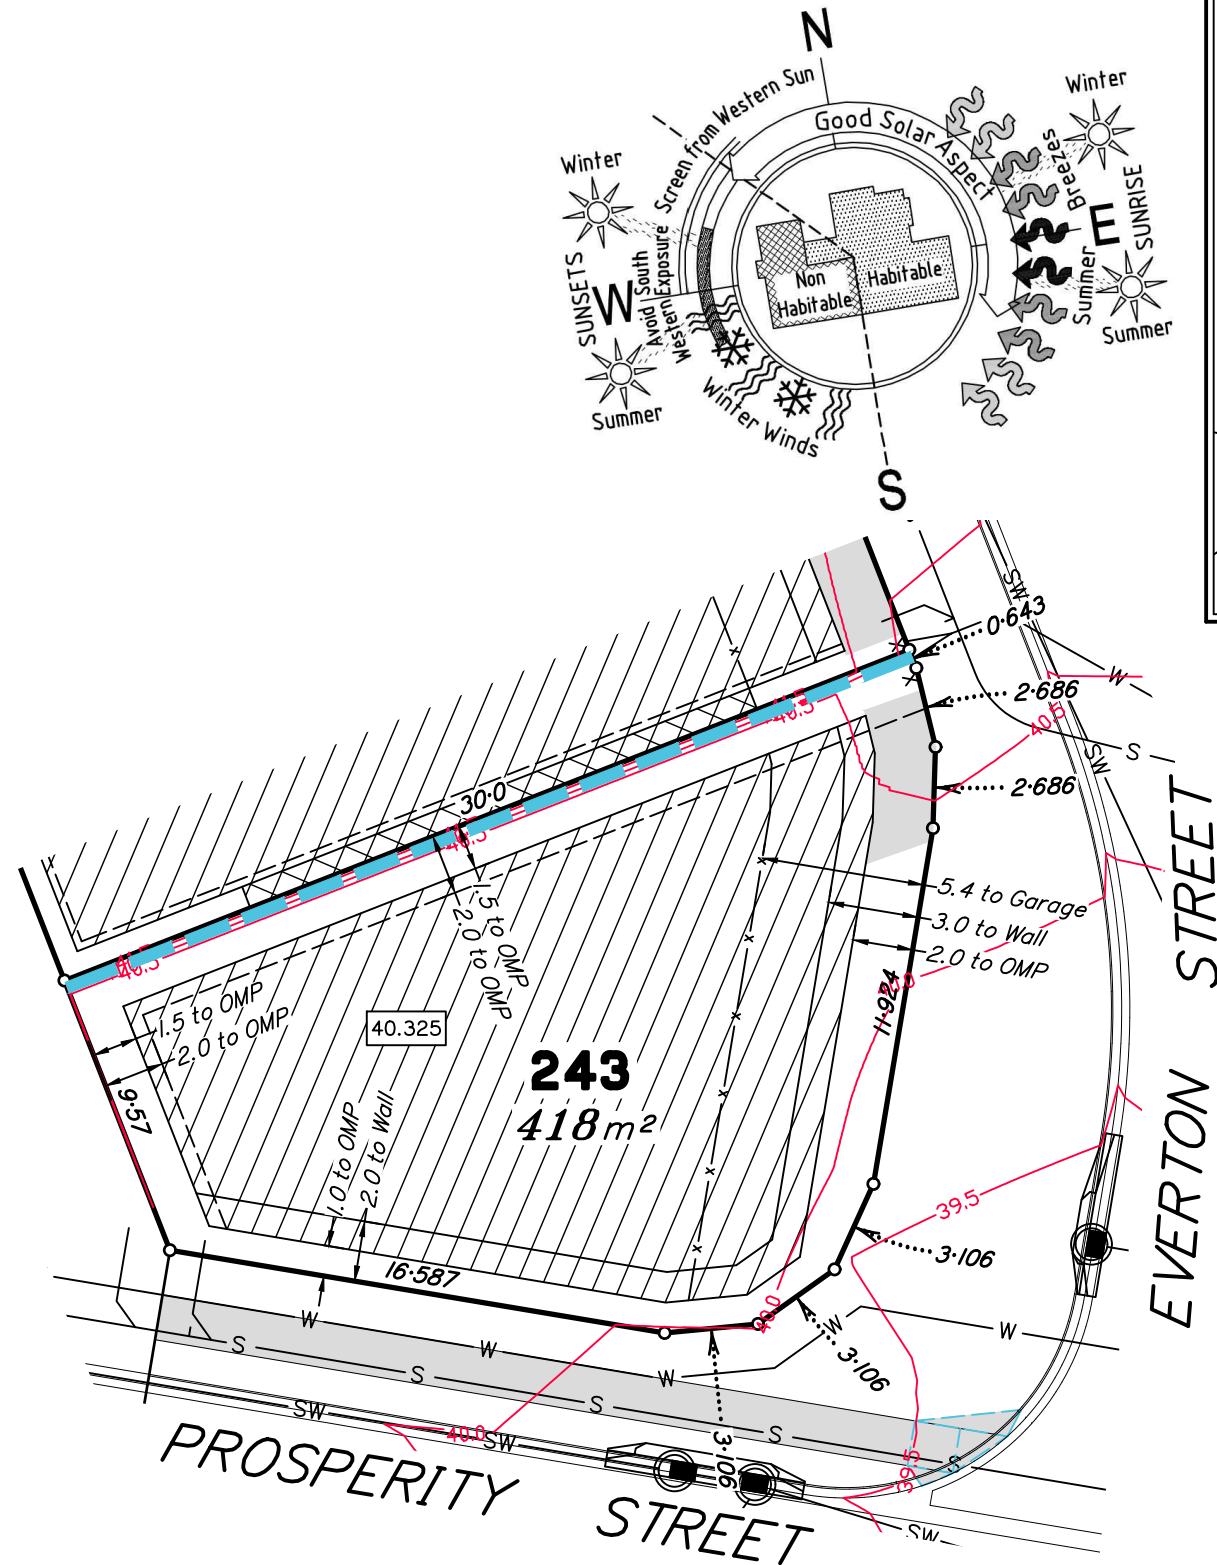 N
Winter
Screen from Western Sun
Good Solar Aspect
Breezes
Winter
SUNSETS
W
Avoid South
Western Exposure
Non
Habitable
Habitable
E
SUNRISE
Summer
Summer
Summer
Winter Winds
S
SW
0·643
W
2·686
40.5
S
SW
2·686
40.5
30·0
40.5
40.5
5.4 to Garage
3.0 to Wall
2.0 to OMP
1.5 to OMP
2.0 to OMP
1.5 to OMP
2.0 to OMP
40.325
243
418m²
40.0
11·924
9·57
1.0 to OMP
2.0 to Wall
16·587
39.5
3·106
3·106
3·106
40.0
W
W
W
W
W
S
S
S
S
S
SW
SW
SW
40.0
39.5
EVERTON STREET
PROSPERITY STREET